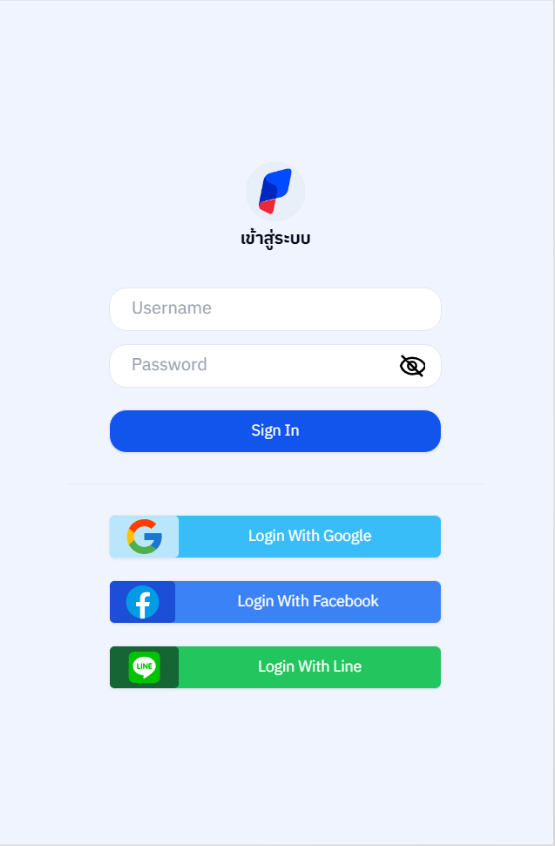 เข้าสู่ระบบ
Username
Password
Sign In
Login With Google
Login With Facebook
LINE
Login With Line